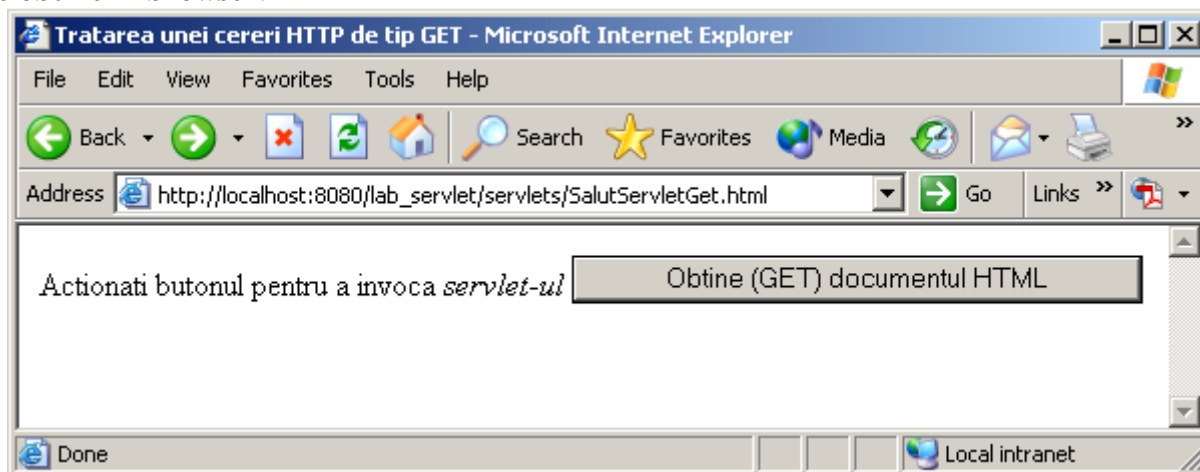 Tratarea unei cereri HTTP de tip GET - Microsoft Internet Explorer
File Edit View Favorites Tools Help
Back Search Favorites Media »
Address http://localhost:8080/lab_servlet/servlets/SalutServletGet.html Go Links »
Actionati butonul pentru a invoca servlet-ul Obtine (GET) documentul HTML
Done Local intranet